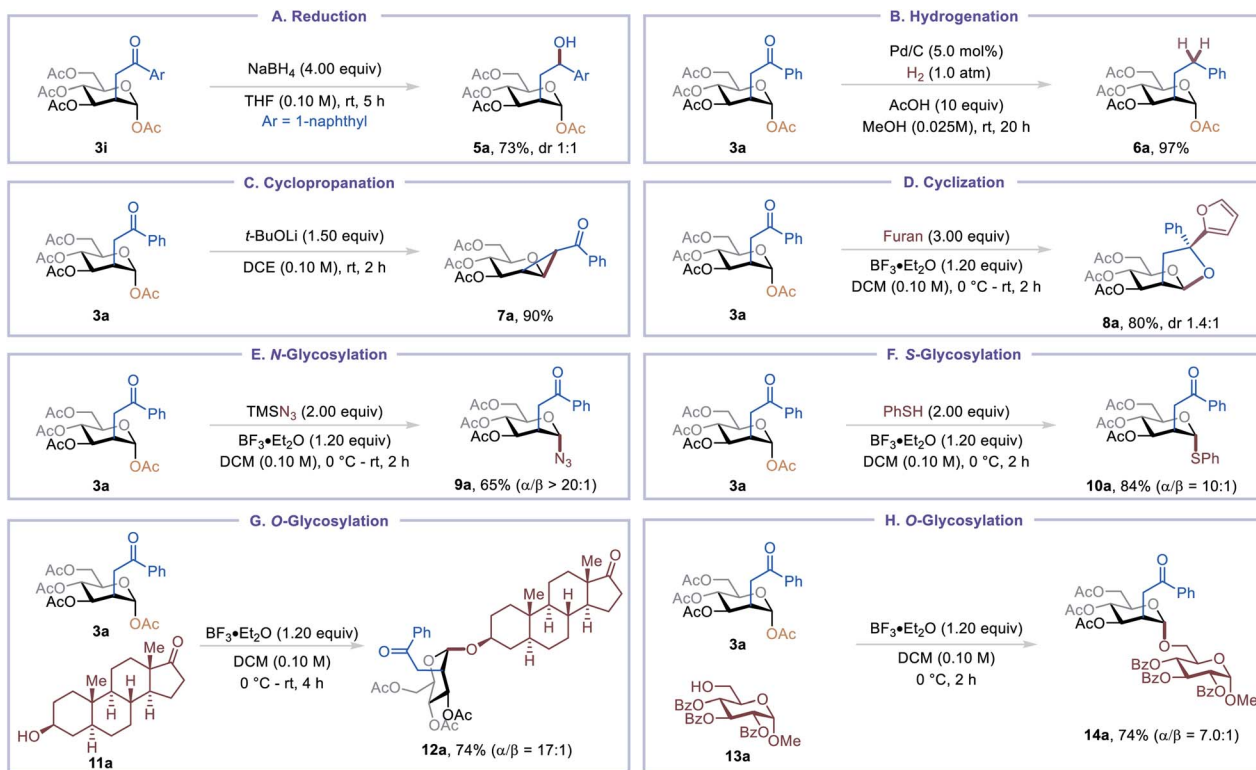 A. Reduction
O
Ar
AcO
AcO
O
AcO
OAc
3i
NaBH4 (4.00 equiv)
THF (0.10 M), rt, 5 h
Ar = 1-naphthyl
OH
Ar
AcO
AcO
O
AcO
OAc
5a, 73%, dr 1:1
B. Hydrogenation
O
Ph
AcO
AcO
O
AcO
OAc
3a
Pd/C (5.0 mol%)
H2 (1.0 atm)
AcOH (10 equiv)
MeOH (0.025M), rt, 20 h
H H
Ph
AcO
AcO
O
AcO
OAc
6a, 97%
C. Cyclopropanation
O
Ph
AcO
AcO
O
AcO
OAc
3a
t-BuOLi (1.50 equiv)
DCE (0.10 M), rt, 2 h
O
Ph
AcO
AcO
O
AcO
7a, 90%
D. Cyclization
O
Ph
AcO
AcO
O
AcO
OAc
3a
Furan (3.00 equiv)
BF3•Et2O (1.20 equiv)
DCM (0.10 M), 0 °C - rt, 2 h
O
Ph
AcO
AcO
O
AcO
O
8a, 80%, dr 1.4:1
E. N-Glycosylation
O
Ph
AcO
AcO
O
AcO
OAc
3a
TMSN3 (2.00 equiv)
BF3•Et2O (1.20 equiv)
DCM (0.10 M), 0 °C - rt, 2 h
O
Ph
AcO
AcO
O
AcO
N3
9a, 65% (α/β > 20:1)
F. S-Glycosylation
O
Ph
AcO
AcO
O
AcO
OAc
3a
PhSH (2.00 equiv)
BF3•Et2O (1.20 equiv)
DCM (0.10 M), 0 °C, 2 h
O
Ph
AcO
AcO
O
AcO
SPh
10a, 84% (α/β = 10:1)
G. O-Glycosylation
O
Ph
AcO
AcO
O
AcO
OAc
3a
Me
O
Me
H
H
H
HO
H
11a
BF3•Et2O (1.20 equiv)
DCM (0.10 M)
0 °C - rt, 4 h
Me
O
Me
H
H
H
O
H
Ph
O
O
AcO
AcO
OAc
12a, 74% (α/β = 17:1)
H. O-Glycosylation
O
Ph
AcO
AcO
O
AcO
OAc
3a
HO
BzO
O
BzO
BzO
OMe
13a
BF3•Et2O (1.20 equiv)
DCM (0.10 M)
0 °C, 2 h
O
Ph
AcO
AcO
O
AcO
O
BzO
O
BzO
BzO
OMe
14a, 74% (α/β = 7.0:1)